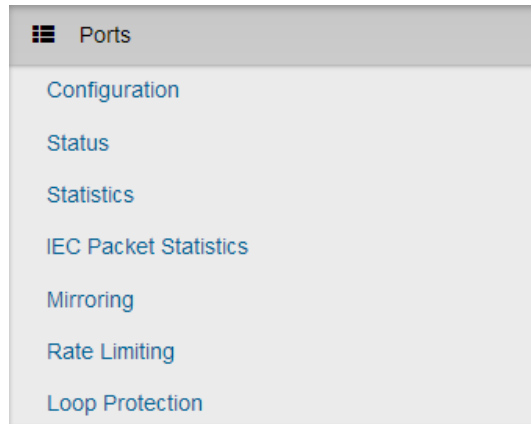 Ports
Configuration
Status
Statistics
IEC Packet Statistics
Mirroring
Rate Limiting
Loop Protection